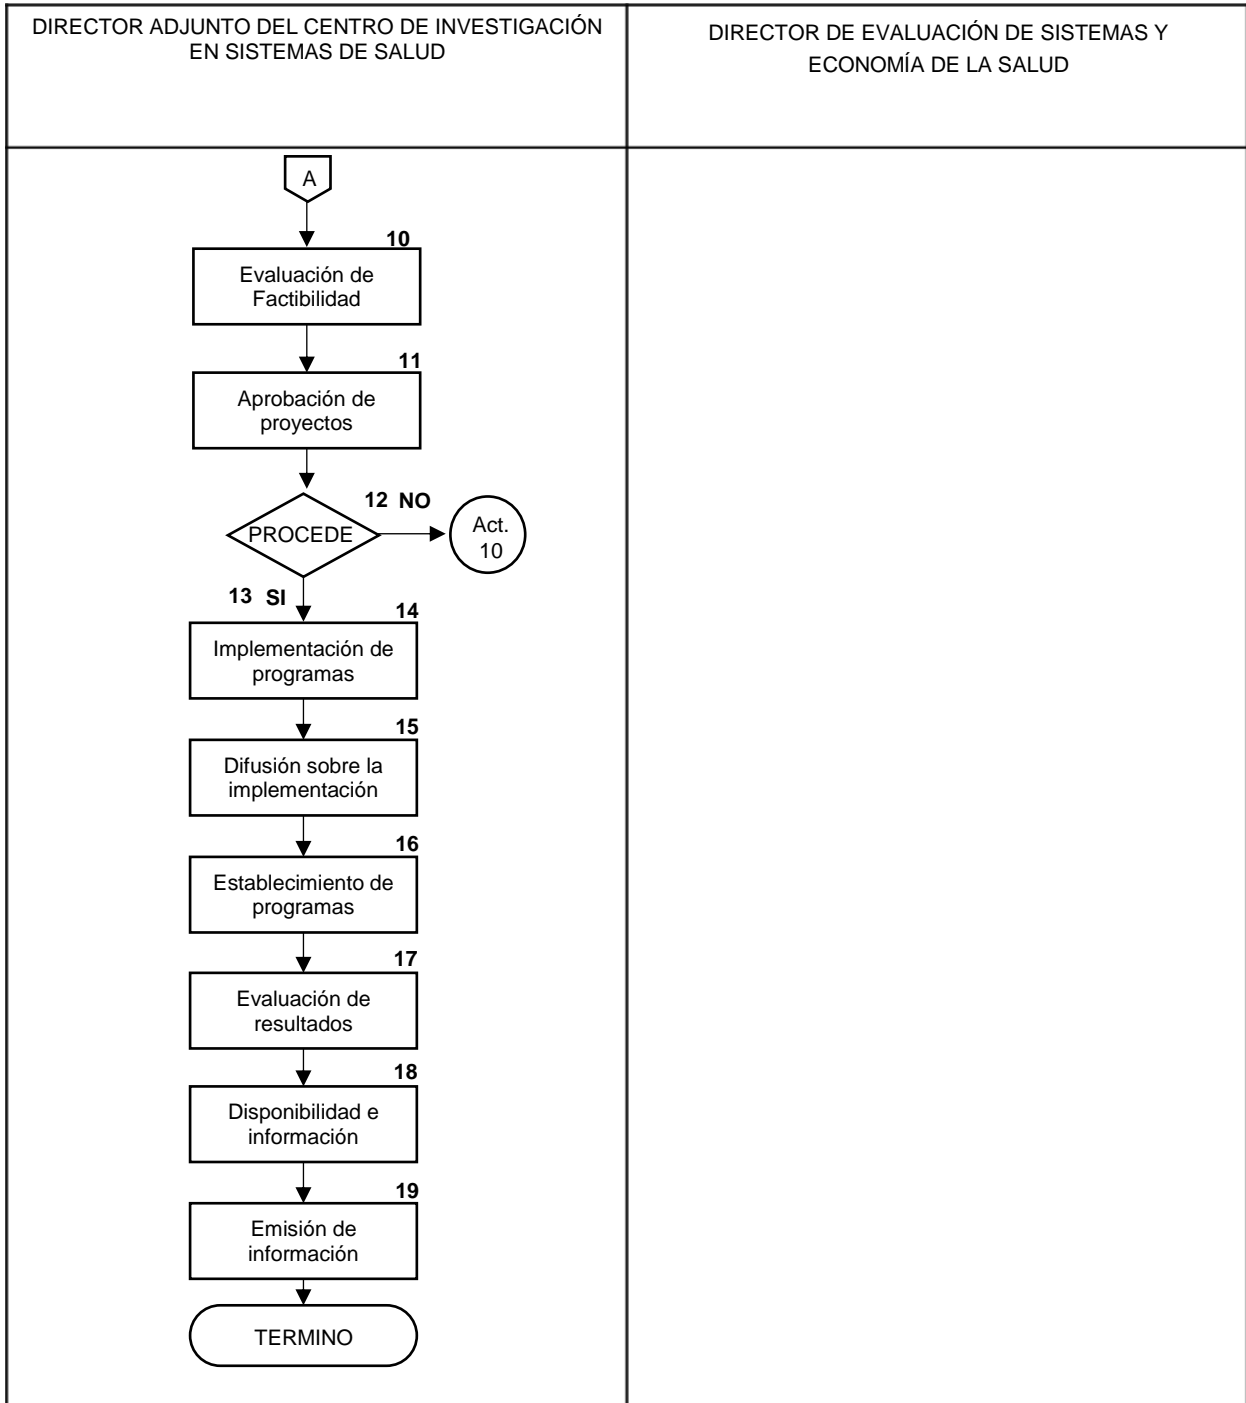 DIRECTOR ADJUNTO DEL CENTRO DE INVESTIGACIÓN
EN SISTEMAS DE SALUD
DIRECTOR DE EVALUACIÓN DE SISTEMAS Y
ECONOMÍA DE LA SALUD
A
10
Evaluación de
Factibilidad
11
Aprobación de
proyectos
12 NO
PROCEDE
Act.
10
13 SI
14
Implementación de
programas
15
Difusión sobre la
implementación
16
Establecimiento de
programas
17
Evaluación de
resultados
18
Disponibilidad e
información
19
Emisión de
información
TERMINO